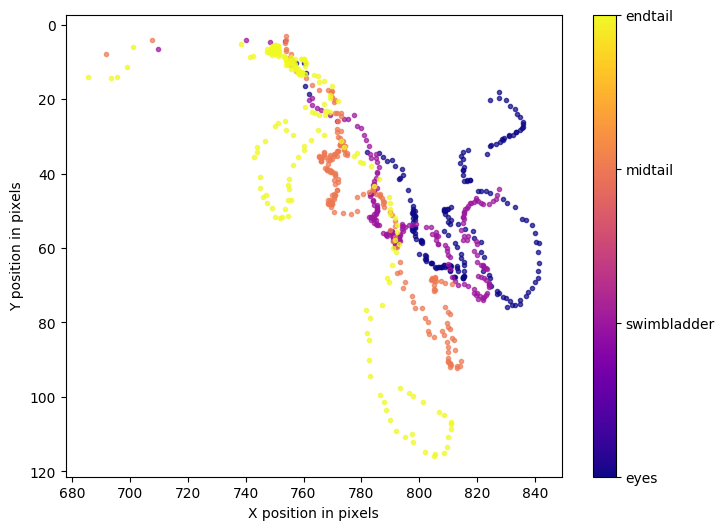 0
20
40
60
80
100
120
Y position in pixels
680
700
720
740
760
780
800
820
840
X position in pixels
endtail
midtail
swimbladder
eyes